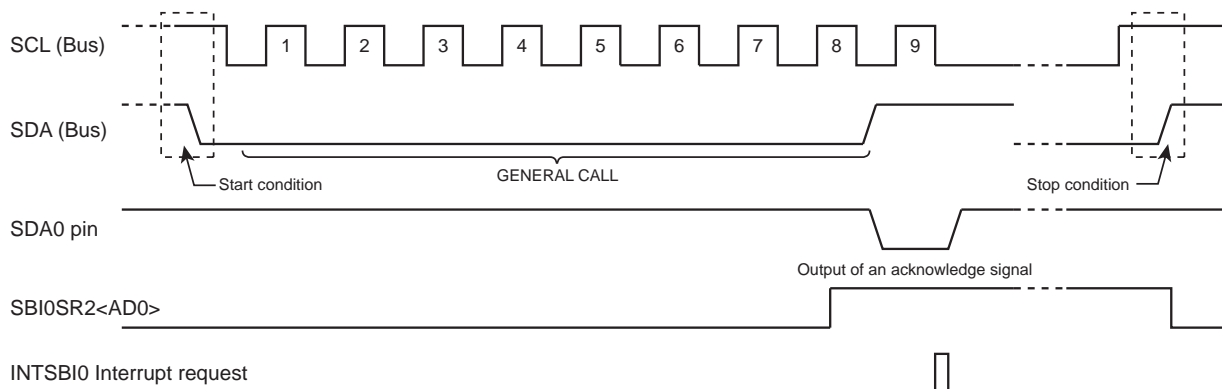 SCL (Bus)
1 2 3 4 5 6 7 8 9
SDA (Bus)
GENERAL CALL
Start condition
Stop condition
SDA0 pin
Output of an acknowledge signal
SBI0SR2<AD0>
INTSBI0 Interrupt request